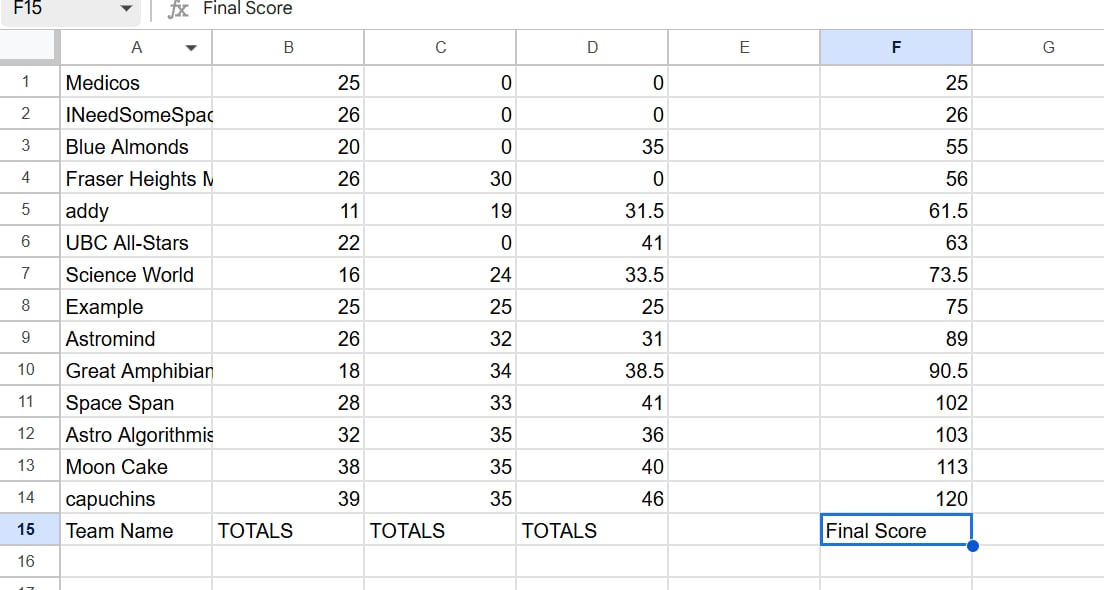 F15 fx Final Score
A B C D E F G
1 Medicos 25 0 0 25
2 INeedSomeSpac 26 0 0 26
3 Blue Almonds 20 0 35 55
4 Fraser Heights M 26 30 0 56
5 addy 11 19 31.5 61.5
6 UBC All-Stars 22 0 41 63
7 Science World 16 24 33.5 73.5
8 Example 25 25 25 75
9 Astromind 26 32 31 89
10 Great Amphibian 18 34 38.5 90.5
11 Space Span 28 33 41 102
12 Astro Algorithmis 32 35 36 103
13 Moon Cake 38 35 40 113
14 capuchins 39 35 46 120
15 Team Name TOTALS TOTALS TOTALS Final Score
16